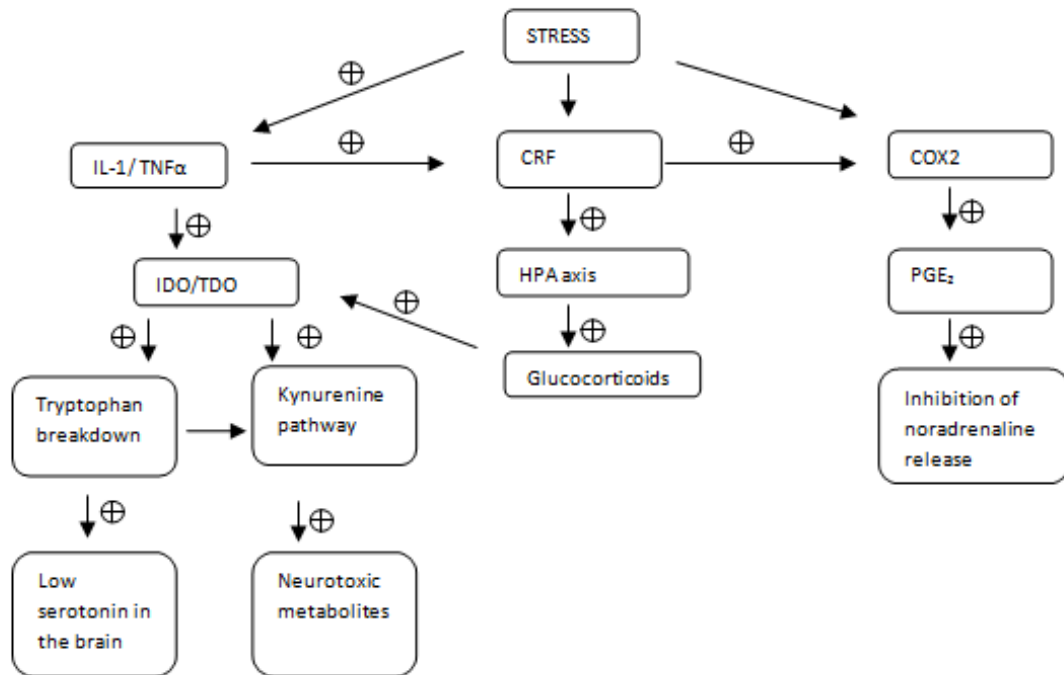 STRESS
IL-1/ TNFα
CRF
COX2
IDO/TDO
HPA axis
PGE₂
Glucocorticoids
Tryptophan
breakdown
Kynurenine
pathway
Inhibition of
noradrenaline
release
Low
serotonin in
the brain
Neurotoxic
metabolites